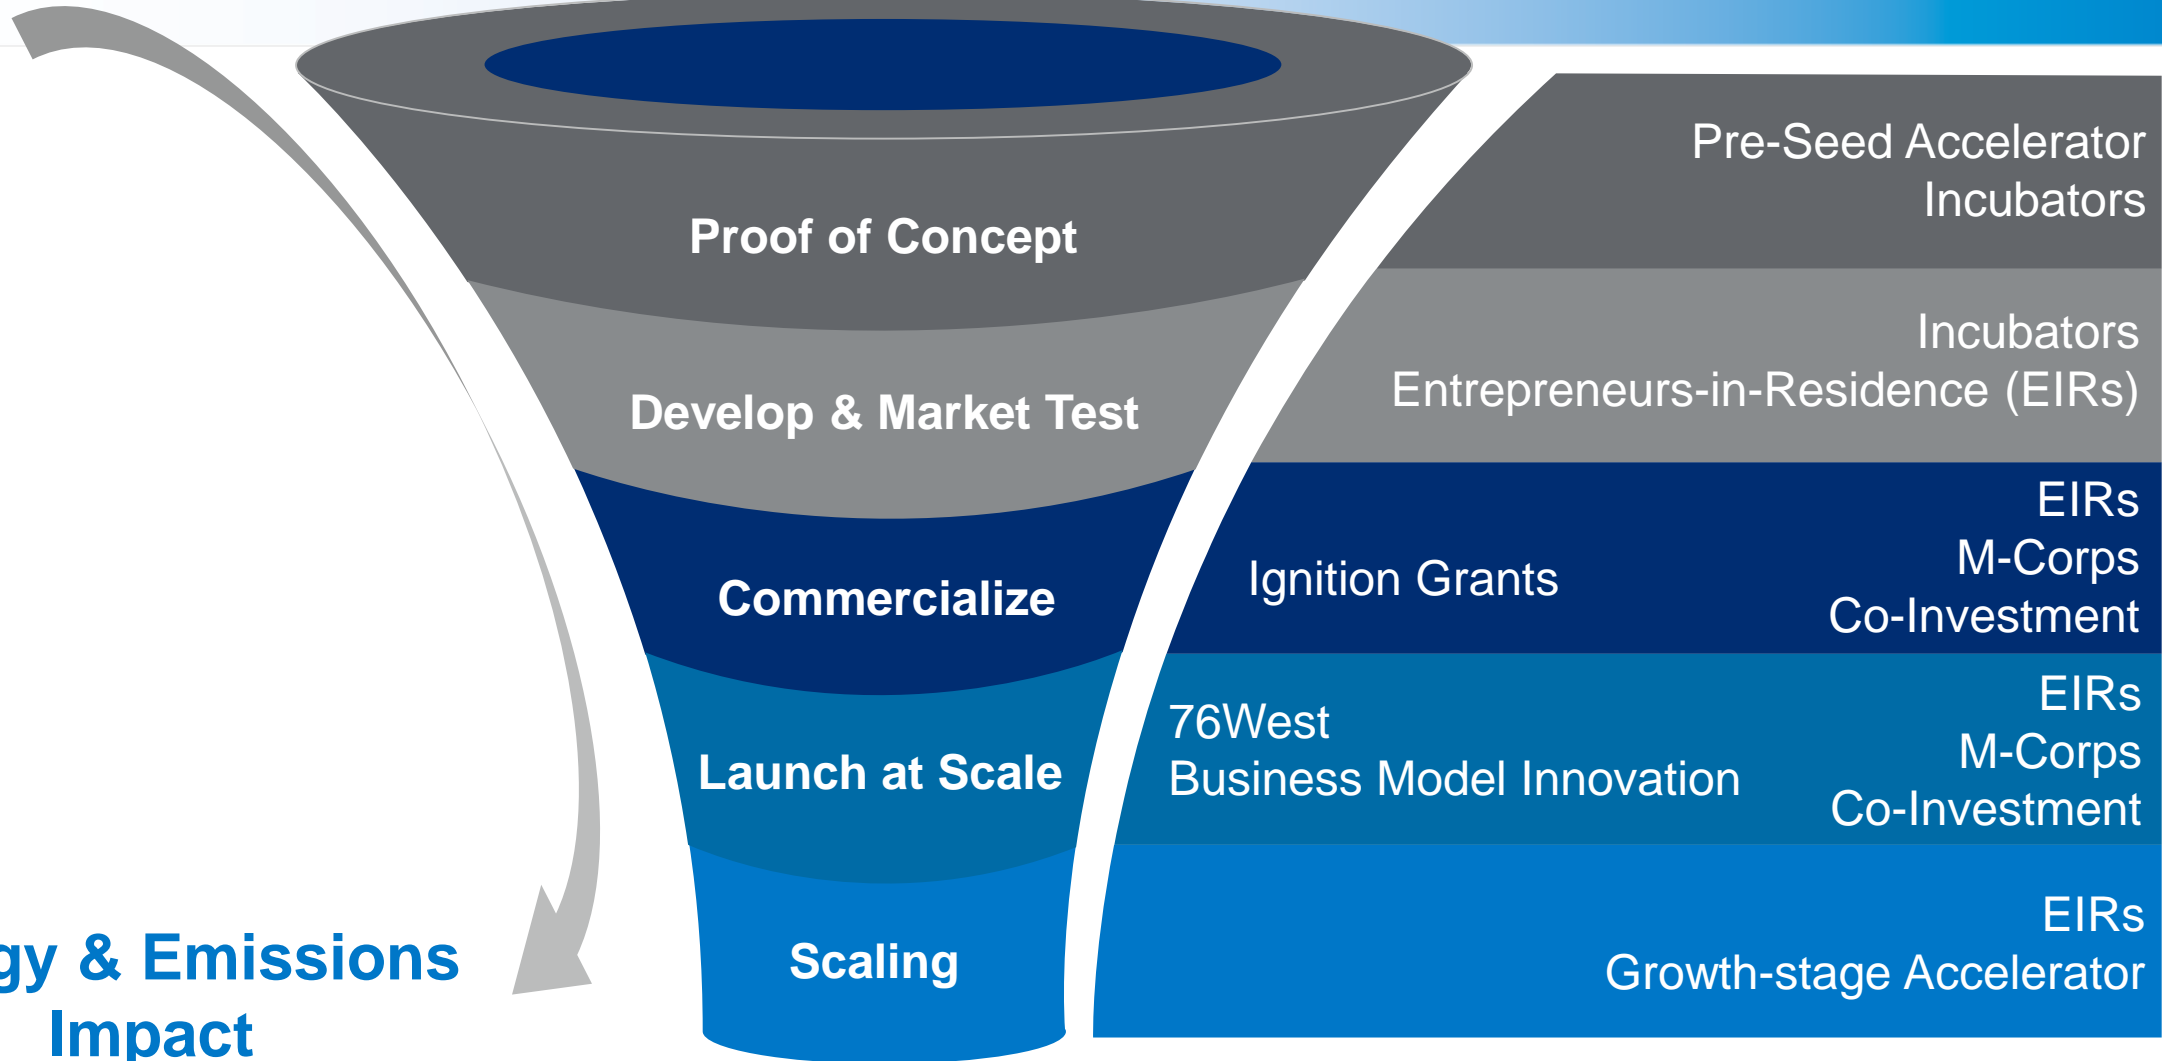 Proof of Concept
Pre-Seed Accelerator
Incubators
Develop & Market Test
Incubators
Entrepreneurs-in-Residence (EIRs)
Commercialize
Ignition Grants
EIRs
M-Corps
Co-Investment
Launch at Scale
76West
Business Model Innovation
EIRs
M-Corps
Co-Investment
Scaling
EIRs
Growth-stage Accelerator
& Emissions
Impact